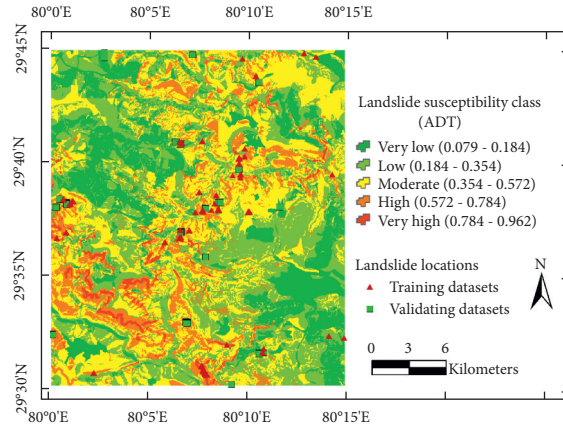 80°0′E 80°5′E 80°10′E 80°15′E
29°45′N
29°40′N
29°35′N
29°30′N
80°0′E 80°5′E 80°10′E 80°15′E
Landslide susceptibility class
(ADT)
Very low (0.079 - 0.184)
Low (0.184 - 0.354)
Moderate (0.354 - 0.572)
High (0.572 - 0.784)
Very high (0.784 - 0.962)
Landslide locations
Training datasets
Validating datasets
N
0 3 6
Kilometers